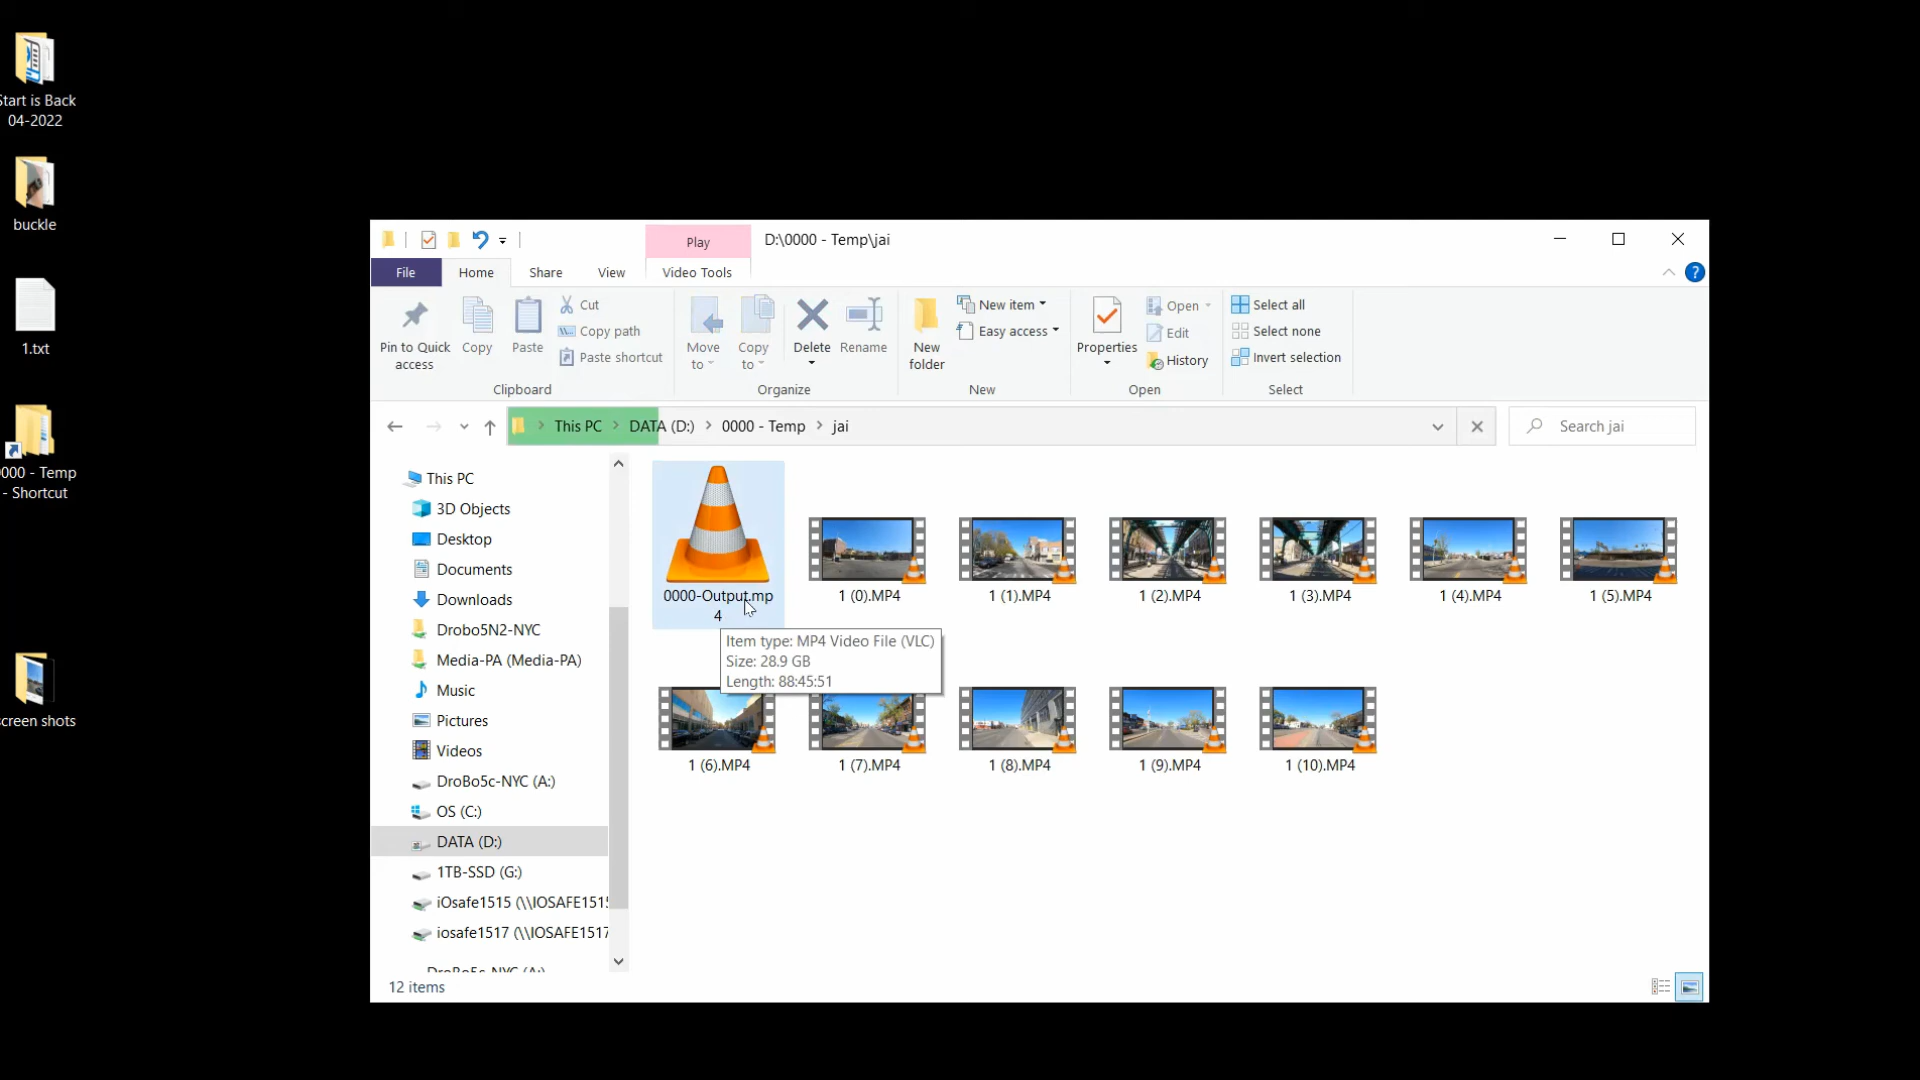 Start is Back
04-2022
buckle
1.txt
000 - Temp
- Shortcut
screen shots
Play
D:\0000 - Temp\jai
File
Home
Share
View
Video Tools
?
Pin to Quick
access
Copy
Paste
Cut
Copy path
Paste shortcut
Clipboard
Move
to
Copy
to
Delete
Rename
Organize
New
folder
New item
Easy access
New
Properties
Open
Edit
History
Open
Select all
Select none
Invert selection
Select
This PC
DATA (D:)
0000 - Temp
jai
Search jai
This PC
3D Objects
Desktop
Documents
Downloads
Drobo5N2-NYC
Media-PA (Media-PA)
Music
Pictures
Videos
DroBo5c-NYC (A:)
OS (C:)
DATA (D:)
1TB-SSD (G:)
iOsafe1515 (\\IOSAFE1515
iosafe1517 (\\IOSAFE1517
DroBo5c-NYC (A:)
0000-Output.mp
4
1 (0).MP4
1 (1).MP4
1 (2).MP4
1 (3).MP4
1 (4).MP4
1 (5).MP4
Item type: MP4 Video File (VLC)
Size: 28.9 GB
Length: 88:45:51
1 (6).MP4
1 (7).MP4
1 (8).MP4
1 (9).MP4
1 (10).MP4
12 items